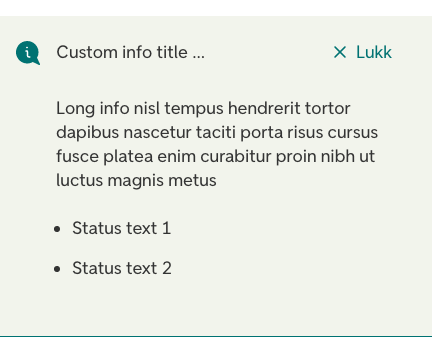 Custom info title ...
Lukk
Long info nisl tempus hendrerit tortor
dapibus nascetur taciti porta risus cursus
fusce platea enim curabitur proin nibh ut
luctus magnis metus
• Status text 1
• Status text 2